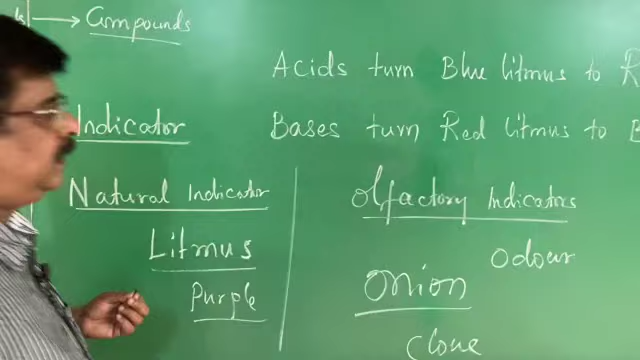 → Compounds
Acids turn Blue litmus to
Indicator
Bases turn Red litmus to
Natural Indicator
Litmus
Purple
Olfactory Indicators
Odour
Onion
Clove